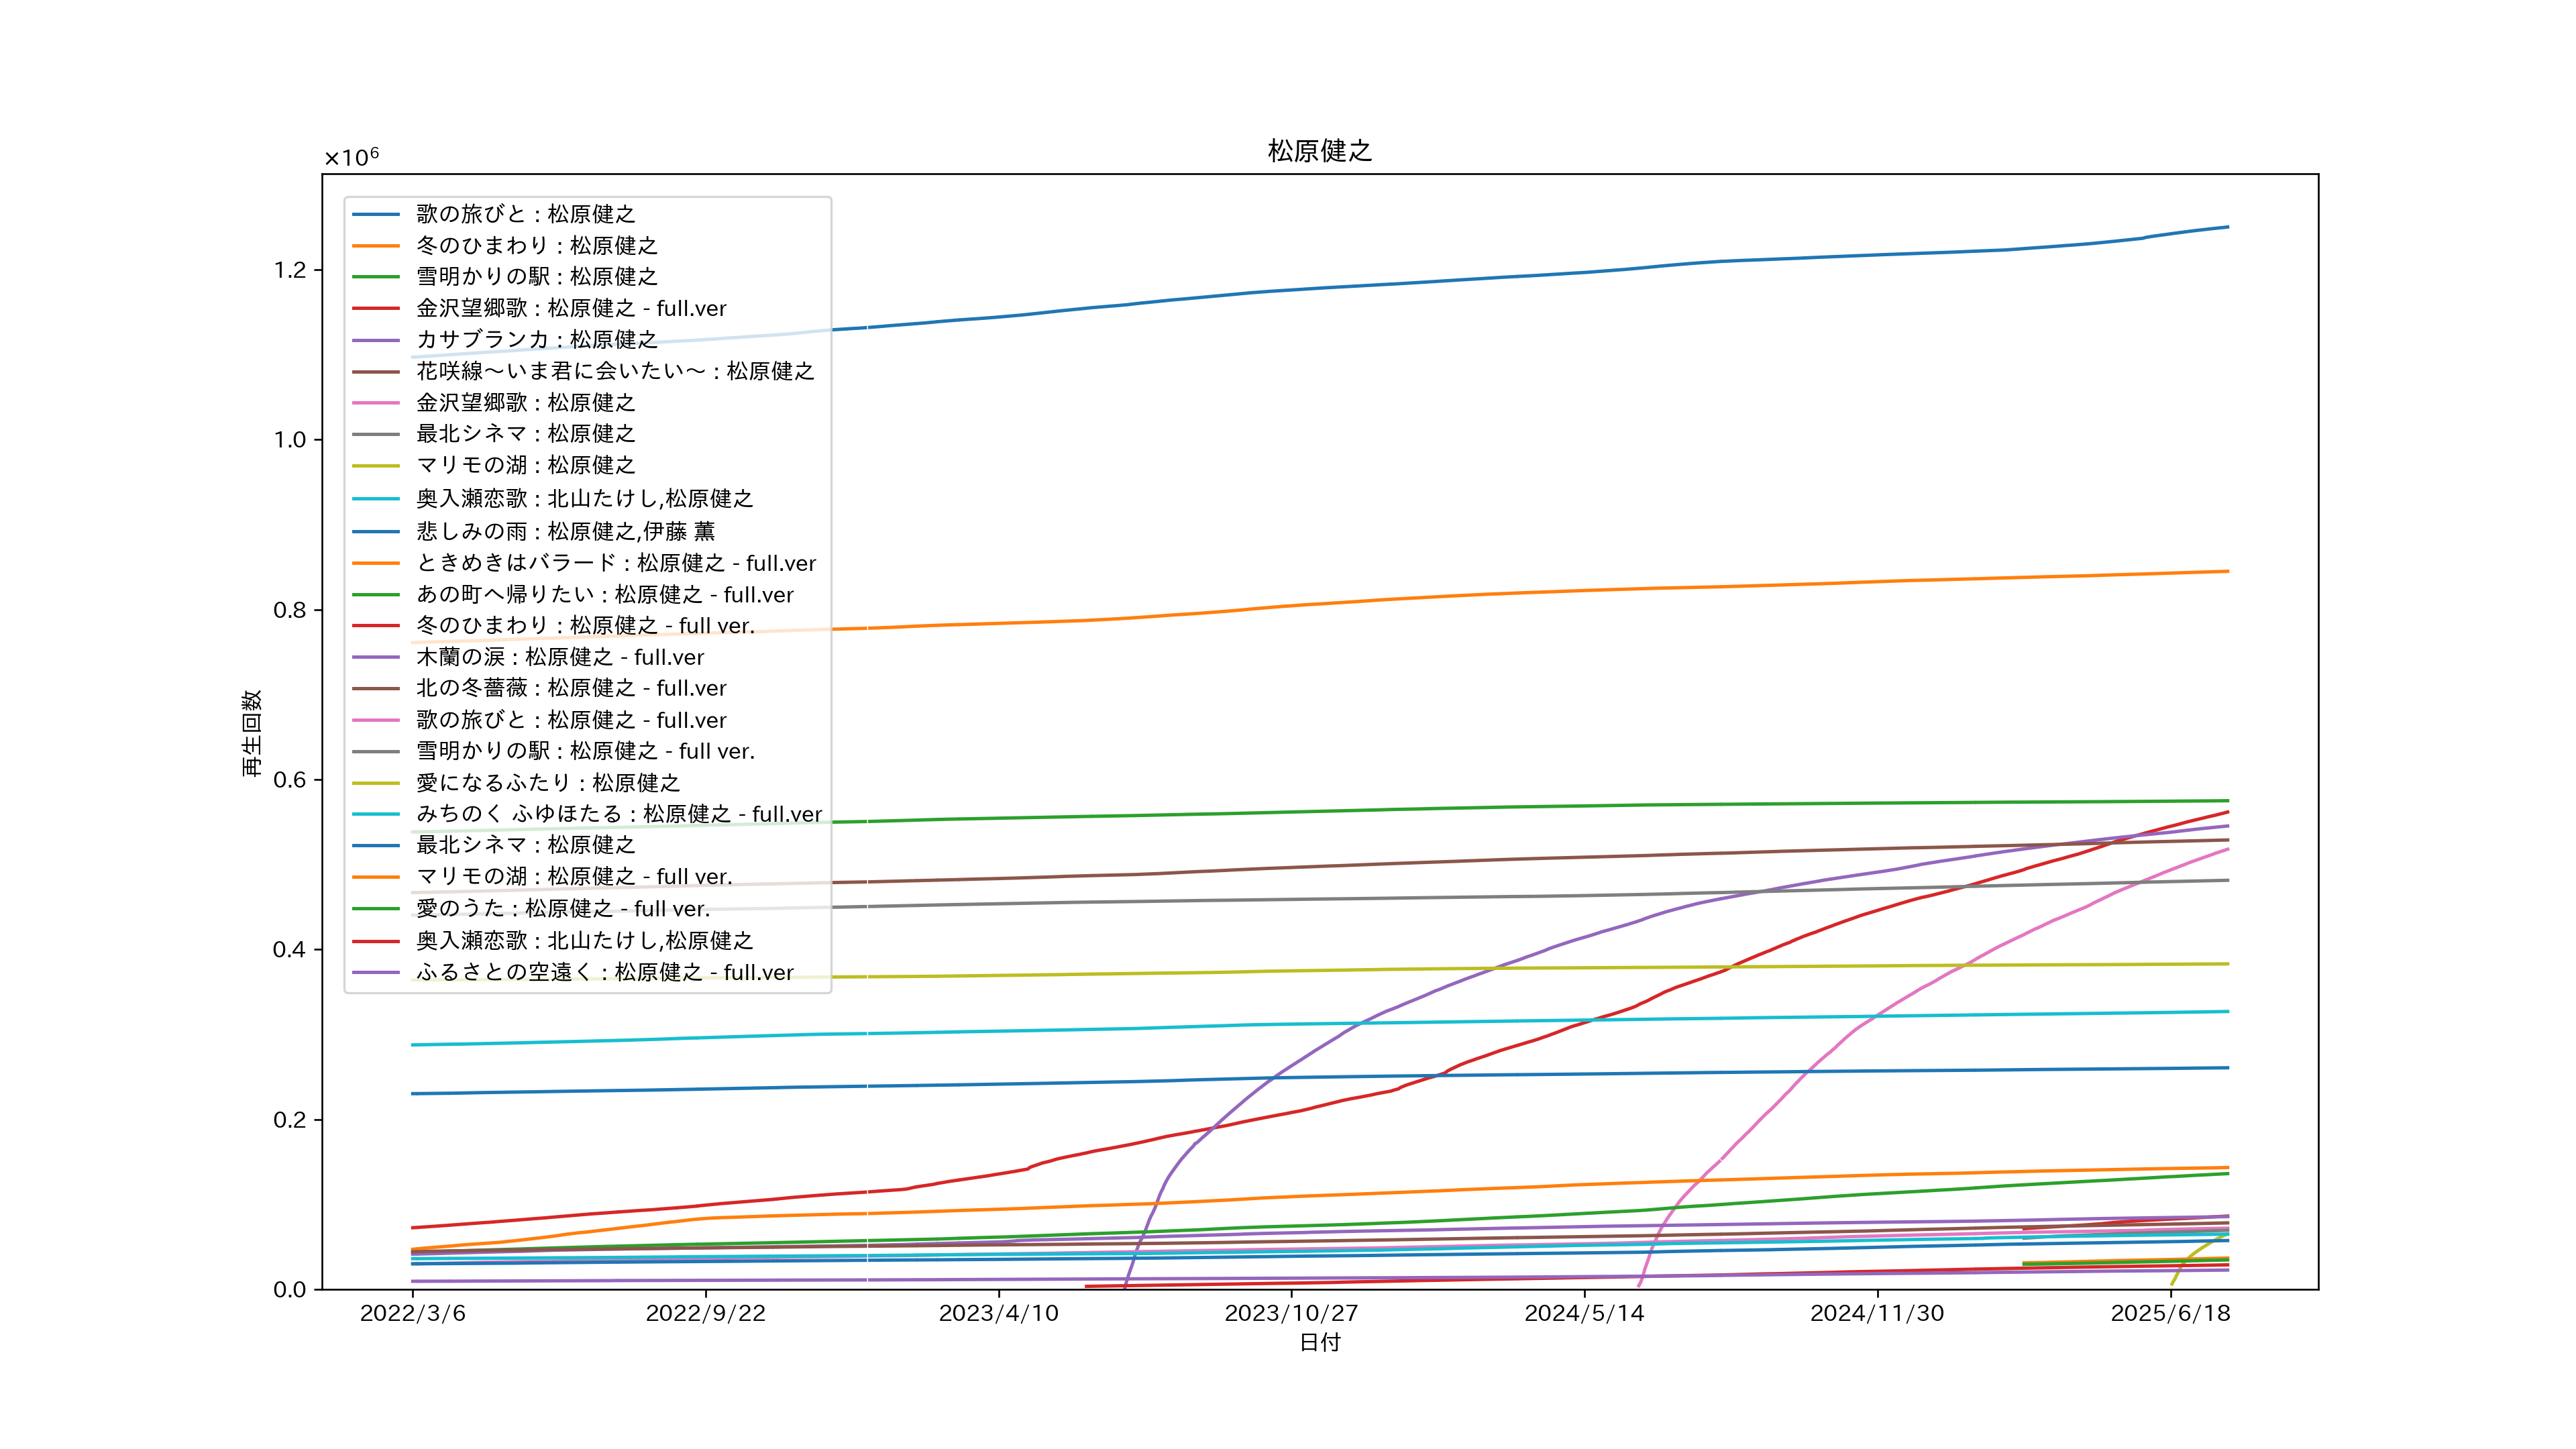 松原健之
×10⁶
1.2
1.0
0.8
0.6
0.4
0.2
0.0
再生回数
歌の旅びと : 松原健之
冬のひまわり : 松原健之
雪明かりの駅 : 松原健之
金沢望郷歌 : 松原健之 - full.ver
カサブランカ : 松原健之
花咲線～いま君に会いたい～ : 松原健之
金沢望郷歌 : 松原健之
最北シネマ : 松原健之
マリモの湖 : 松原健之
奥入瀬恋歌 : 北山たけし,松原健之
悲しみの雨 : 松原健之,伊藤 薫
ときめきはバラード : 松原健之 - full.ver
あの町へ帰りたい : 松原健之 - full.ver
冬のひまわり : 松原健之 - full ver.
木蘭の涙 : 松原健之 - full.ver
北の冬薔薇 : 松原健之 - full.ver
歌の旅びと : 松原健之 - full.ver
雪明かりの駅 : 松原健之 - full ver.
愛になるふたり : 松原健之
みちのく ふゆほたる : 松原健之 - full.ver
最北シネマ : 松原健之
マリモの湖 : 松原健之 - full ver.
愛のうた : 松原健之 - full ver.
奥入瀬恋歌 : 北山たけし,松原健之
ふるさとの空遠く : 松原健之 - full.ver
2022/3/6 2022/9/22 2023/4/10 2023/10/27 2024/5/14 2024/11/30 2025/6/18
日付